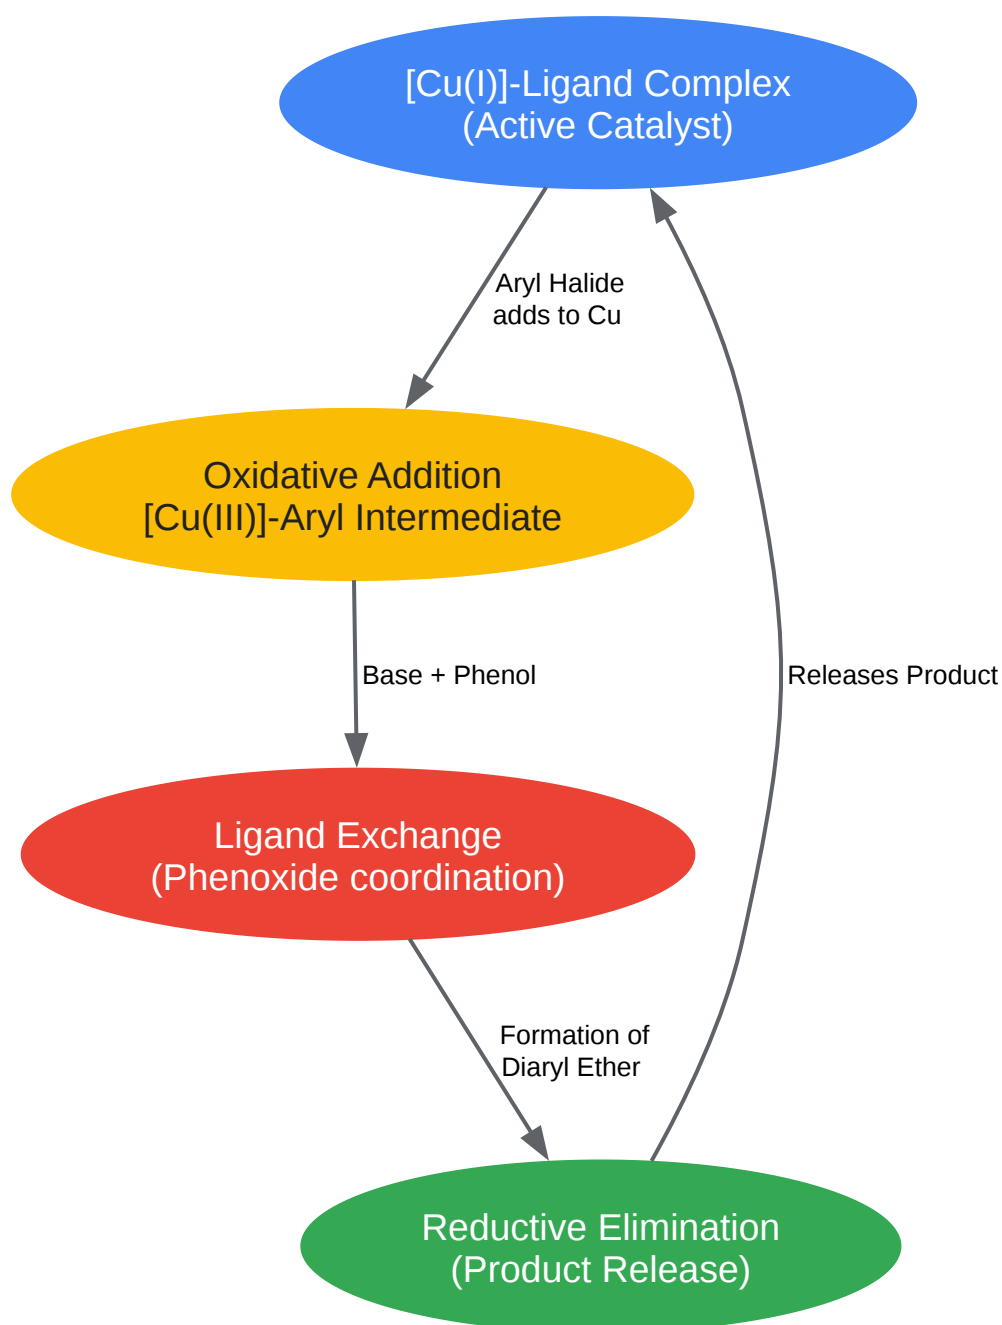 [Cu(I)]-Ligand Complex
(Active Catalyst)
Aryl Halide
adds to Cu
Oxidative Addition
[Cu(III)]-Aryl Intermediate
Base + Phenol
Releases Product
Ligand Exchange
(Phenoxide coordination)
Formation of
Diaryl Ether
Reductive Elimination
(Product Release)